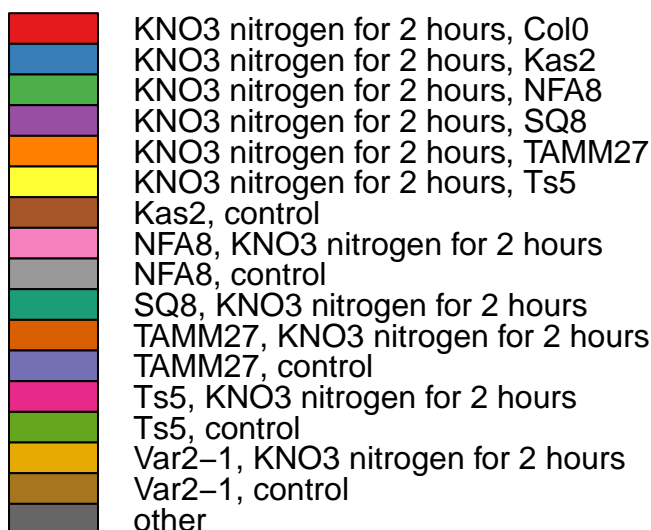 KNO3 nitrogen for 2 hours, Col0
KNO3 nitrogen for 2 hours, Kas2
KNO3 nitrogen for 2 hours, NFA8
KNO3 nitrogen for 2 hours, SQ8
KNO3 nitrogen for 2 hours, TAMM27
KNO3 nitrogen for 2 hours, Ts5
Kas2, control
NFA8, KNO3 nitrogen for 2 hours
NFA8, control
SQ8, KNO3 nitrogen for 2 hours
TAMM27, KNO3 nitrogen for 2 hours
TAMM27, control
Ts5, KNO3 nitrogen for 2 hours
Ts5, control
Var2−1, KNO3 nitrogen for 2 hours
Var2−1, control
other